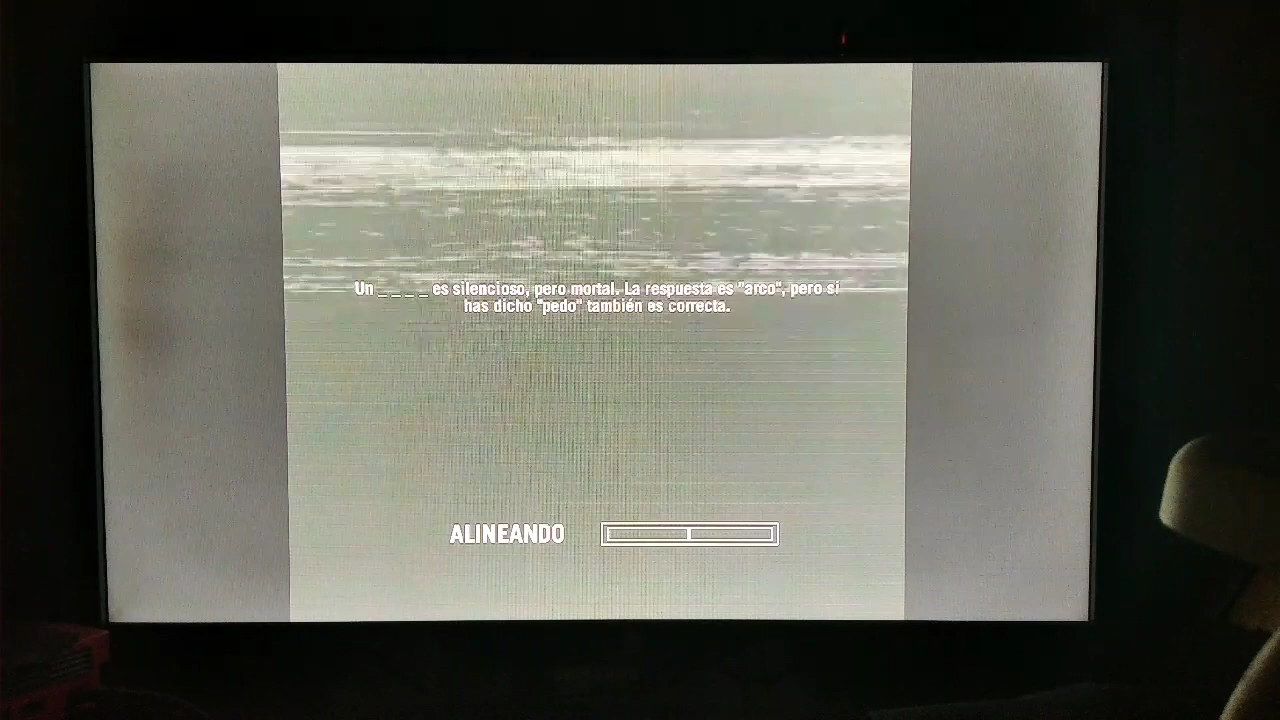 Un _ _ _ _ es silencioso, pero mortal. La respuesta es "arco", pero si
has dicho "pedo" también es correcta.
ALINEANDO